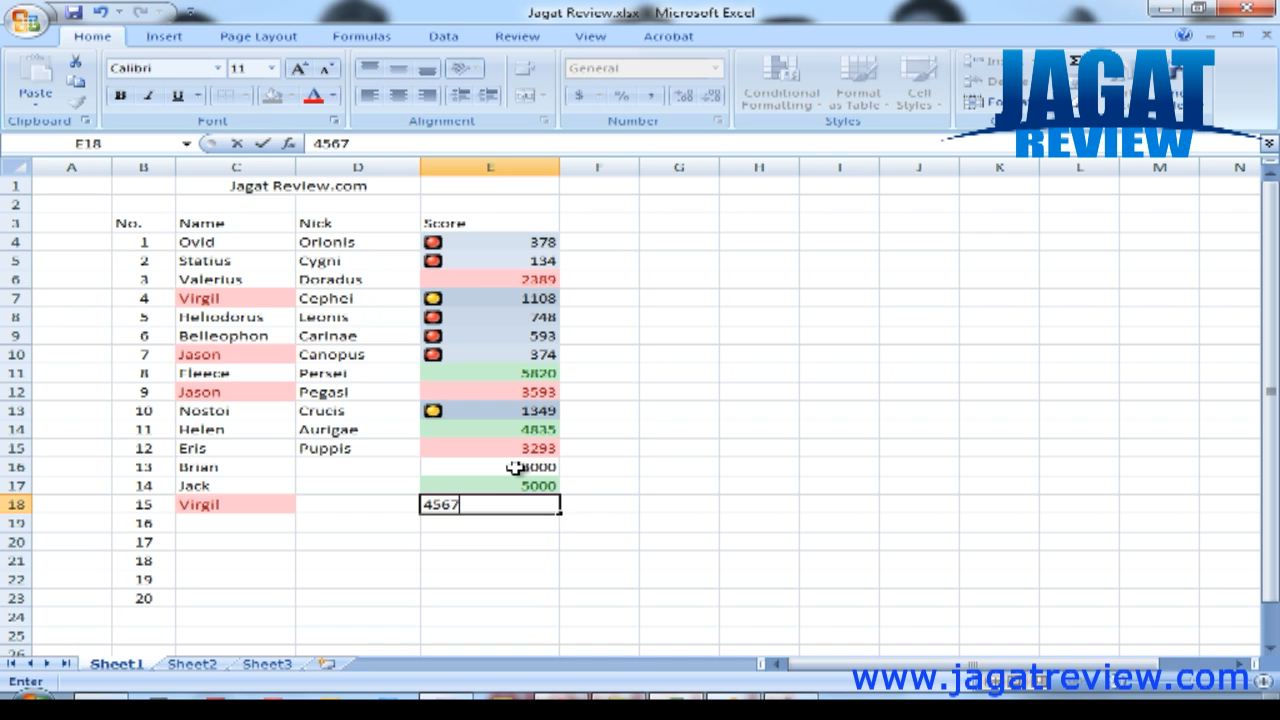 Jagat Review.xlsx - Microsoft Excel
Home Insert Page Layout Formulas Data Review View Acrobat
Calibri 11 General
Paste
B I U $ % , Conditional Formatting Format as Table Cell Styles
Clipboard Font Alignment Number Styles
JAGAT
REVIEW
E18 fx 4567
A B C D E F G H I J K L M N
1 Jagat Review.com
2
3 No. Name Nick Score
4 1 Ovid Orionis 378
5 2 Statius Cygni 134
6 3 Valerius Doradus 2389
7 4 Virgil Cephei 1108
8 5 Heliodorus Leonis 748
9 6 Belleophon Carinae 593
10 7 Jason Canopus 374
11 8 Fleece Persei 5820
12 9 Jason Pegasi 3593
13 10 Nostoi Crucis 1349
14 11 Helen Aurigae 4835
15 12 Eris Puppis 3293
16 13 Brian
17 14 Jack 5000
18 15 Virgil 4567
19 16
20 17
21 18
22 19
23 20
24
25
26
Sheet1 Sheet2 Sheet3
Enter
www.jagatreview.com